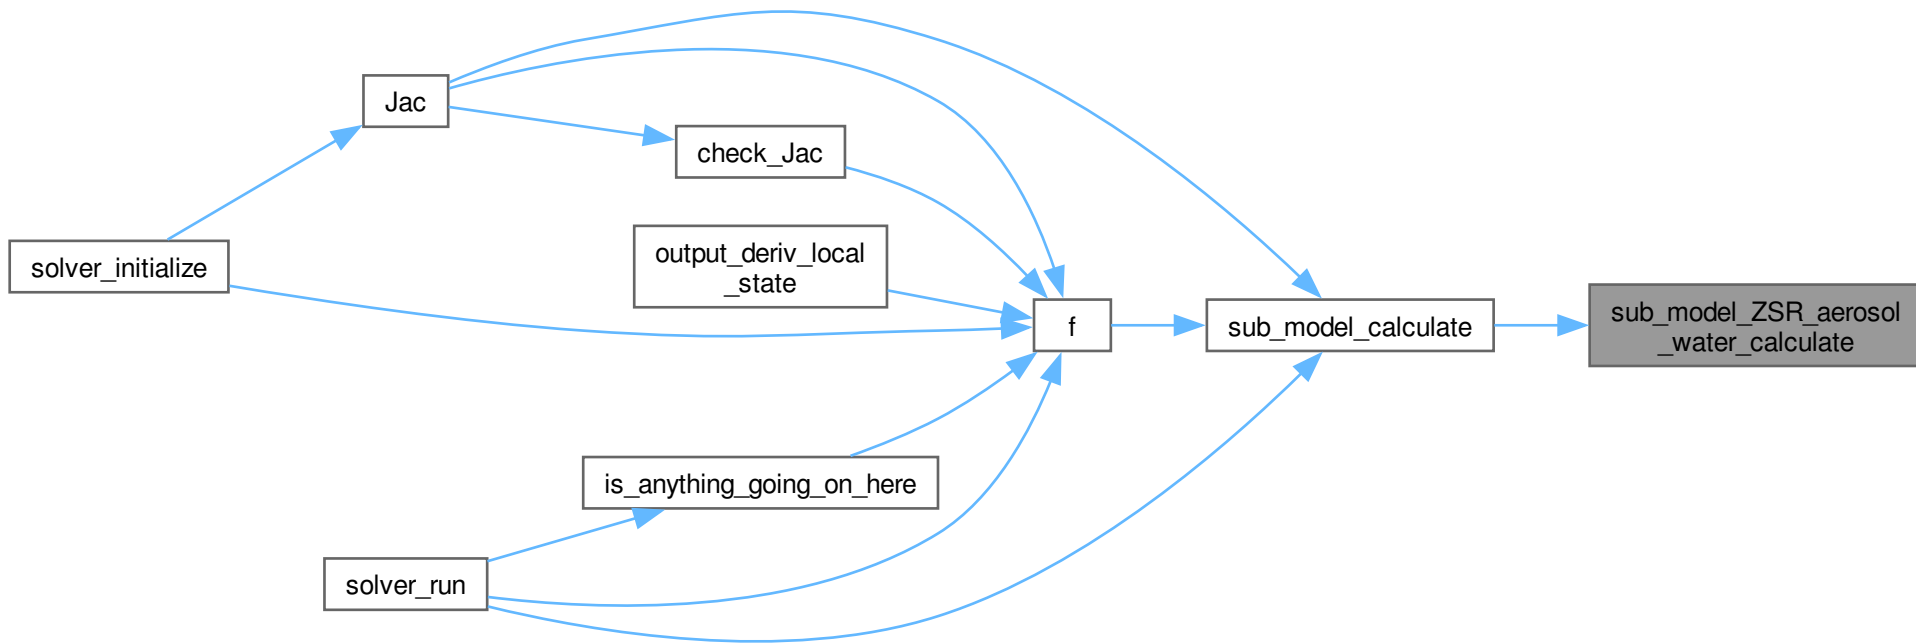 Jac
check_Jac
solver_initialize
output_deriv_local
_state
f
sub_model_calculate
sub_model_ZSR_aerosol
_water_calculate
is_anything_going_on_here
solver_run